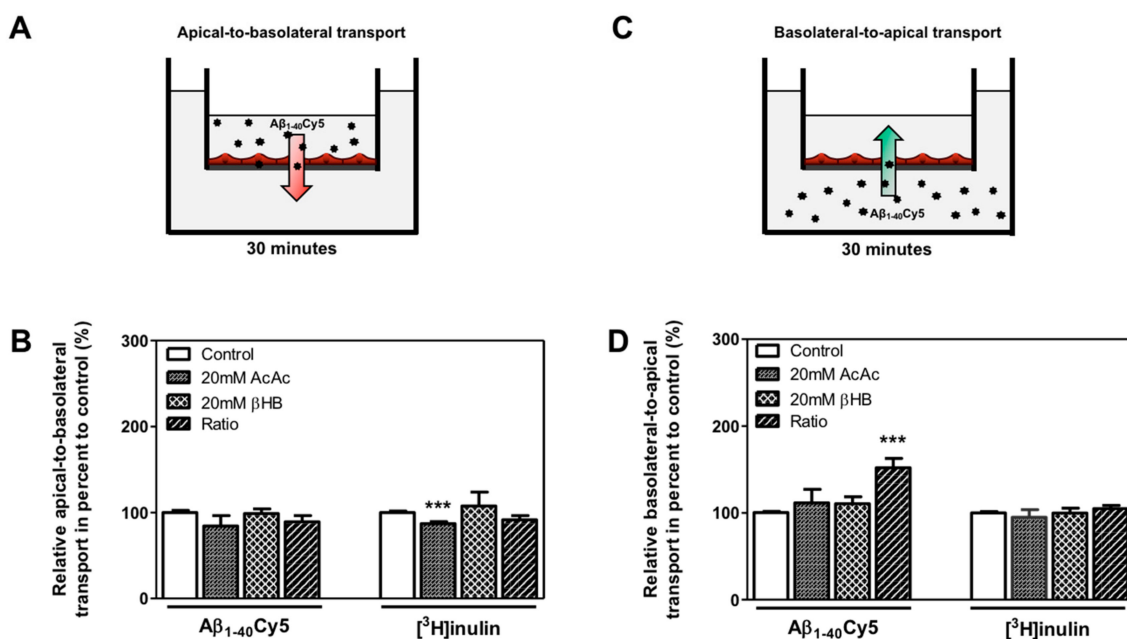 A
Apical-to-basolateral transport
Aβ₁₋₄₀Cy5
30 minutes
C
Basolateral-to-apical transport
Aβ₁₋₄₀Cy5
30 minutes
B
Relative apical-to-basolateral
transport in percent to control (%)
300
200
100
0
Control
20mM AcAc
20mM βHB
Ratio
***
Aβ₁₋₄₀Cy5
[³H]inulin
D
Relative basolateral-to-apical
transport in percent to control (%)
300
200
100
0
Control
20mM AcAc
20mM βHB
Ratio
***
Aβ₁₋₄₀Cy5
[³H]inulin